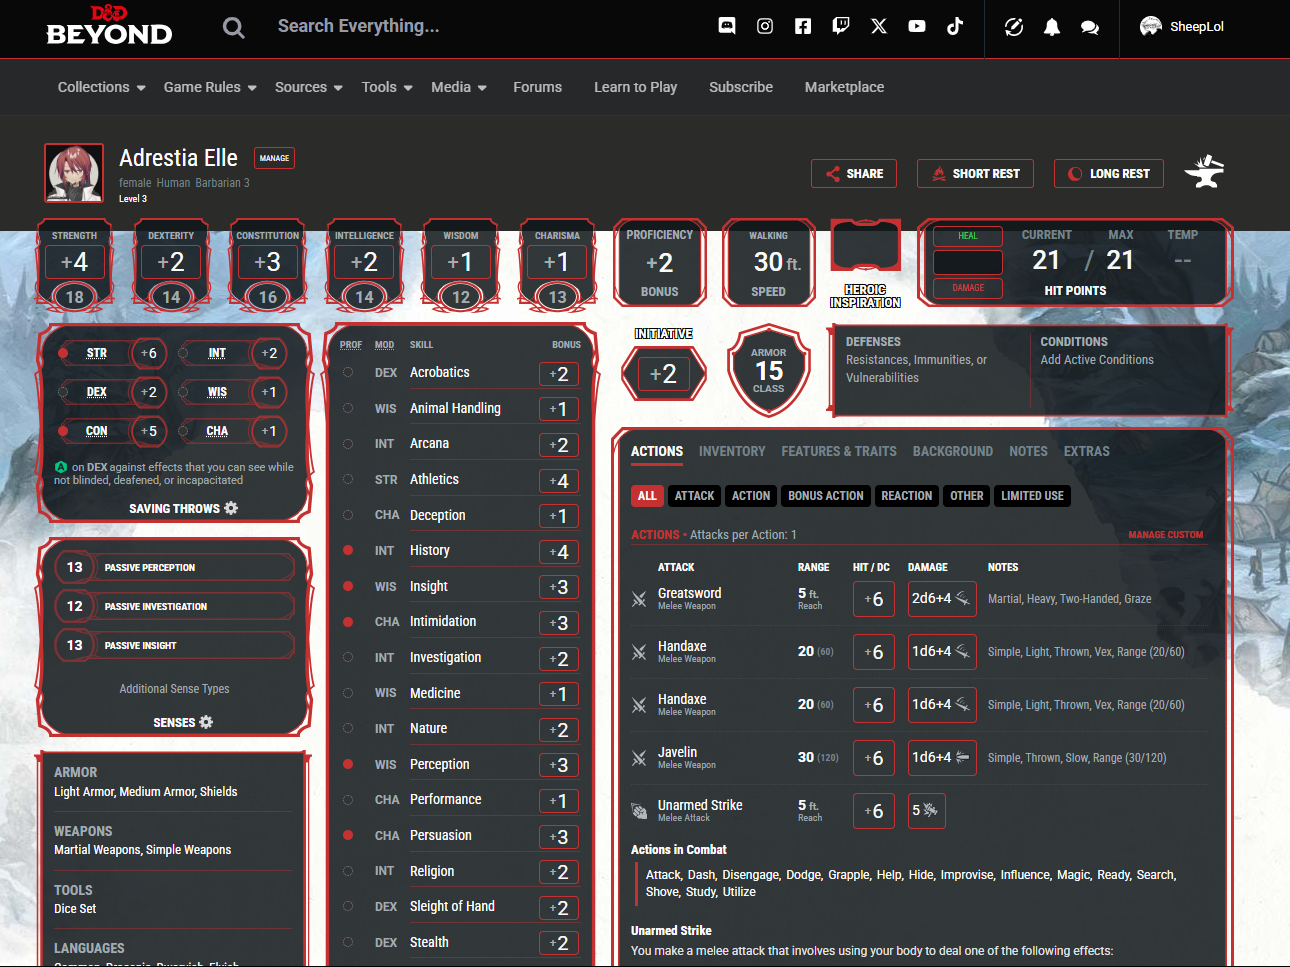 D&D
BEYOND
Search Everything...
SheepLol
Collections Game Rules Sources Tools Media Forums Learn to Play Subscribe Marketplace
Adrestia Elle MANAGE
female Human Barbarian 3
Level 3
SHARE SHORT REST LONG REST
STRENGTH
+4
18
DEXTERITY
+2
14
CONSTITUTION
+3
16
INTELLIGENCE
+2
14
WISDOM
+1
12
CHARISMA
+1
13
PROFICIENCY
+2
BONUS
WALKING
30 ft.
SPEED
HEROIC
INSPIRATION
HEAL
DAMAGE
CURRENT MAX TEMP
21 / 21 --
HIT POINTS
STR +6 INT +2
DEX +2 WIS +1
CON +5 CHA +1
A on DEX against effects that you can see while
not blinded, deafened, or incapacitated
SAVING THROWS
13 PASSIVE PERCEPTION
12 PASSIVE INVESTIGATION
13 PASSIVE INSIGHT
Additional Sense Types
SENSES
ARMOR
Light Armor, Medium Armor, Shields
WEAPONS
Martial Weapons, Simple Weapons
TOOLS
Dice Set
LANGUAGES
PROF MOD SKILL BONUS
DEX Acrobatics +2
WIS Animal Handling +1
INT Arcana +2
STR Athletics +4
CHA Deception +1
INT History +4
WIS Insight +3
CHA Intimidation +3
INT Investigation +2
WIS Medicine +1
INT Nature +2
WIS Perception +3
CHA Performance +1
CHA Persuasion +3
INT Religion +2
DEX Sleight of Hand +2
DEX Stealth +2
INITIATIVE
+2
ARMOR
15
CLASS
DEFENSES
Resistances, Immunities, or
Vulnerabilities
CONDITIONS
Add Active Conditions
ACTIONS INVENTORY FEATURES & TRAITS BACKGROUND NOTES EXTRAS
ALL ATTACK ACTION BONUS ACTION REACTION OTHER LIMITED USE
ACTIONS • Attacks per Action: 1 MANAGE CUSTOM
ATTACK RANGE HIT / DC DAMAGE NOTES
Greatsword 5 ft. +6 2d6+4 Martial, Heavy, Two-Handed, Graze
Melee Weapon Reach
Handaxe 20 (60) +6 1d6+4 Simple, Light, Thrown, Vex, Range (20/60)
Melee Weapon
Handaxe 20 (60) +6 1d6+4 Simple, Light, Thrown, Vex, Range (20/60)
Melee Weapon
Javelin 30 (120) +6 1d6+4 Simple, Thrown, Slow, Range (30/120)
Melee Weapon
Unarmed Strike 5 ft. +6 5
Melee Attack Reach
Actions in Combat
Attack, Dash, Disengage, Dodge, Grapple, Help, Hide, Improvise, Influence, Magic, Ready, Search,
Shove, Study, Utilize
Unarmed Strike
You make a melee attack that involves using your body to deal one of the following effects: